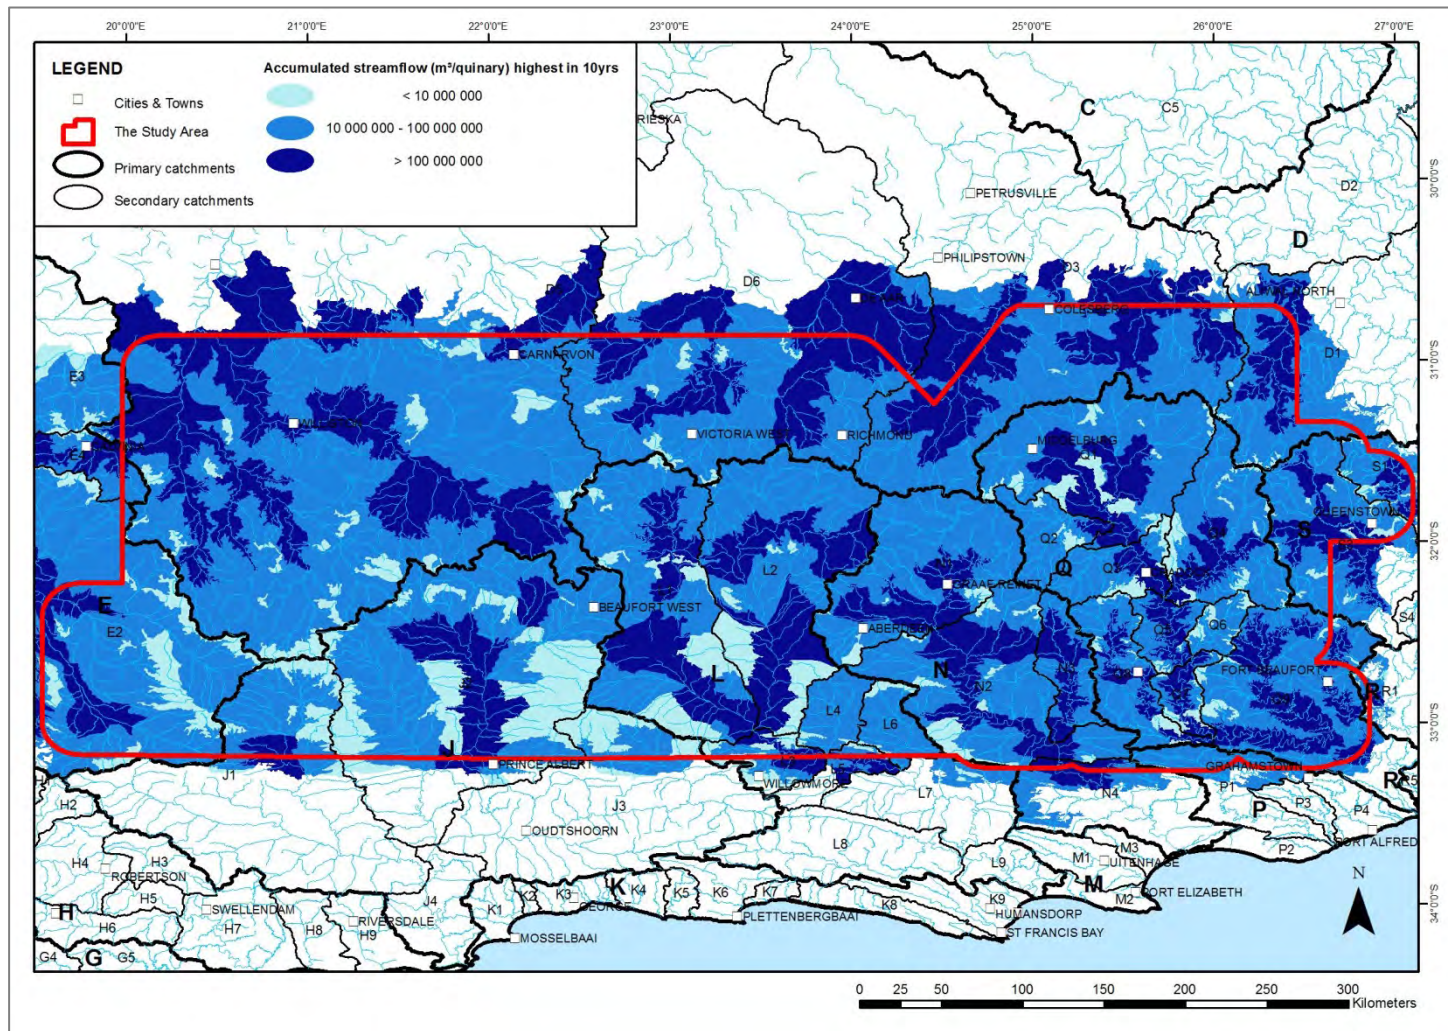 20°0'0"E
21°0'0"E
22°0'0"E
23°0'0"E
24°0'0"E
25°0'0"E
26°0'0"E
27°0'0"E
LEGEND
Accumulated streamflow (m³/quinary) highest in 10yrs
Cities & Towns
< 10 000 000
The Study Area
10 000 000 - 100 000 000
Primary catchments
> 100 000 000
Secondary catchments
RIESKA
C
C5
D2
30°0'0"S
PETRUSVILLE
D
PHILIPSTOWN
D3
D6
COLESBERG
D1
31°0'0"S
CARNARVON
E3
E4
VICTORIA WEST
RICHMOND
MIDDELBURG
Q1
S1
QUEENSTOWN
S
32°0'0"S
Q2
Q
L2
GRAAF REINET
E
E2
BEAUFORT WEST
ABERDEEN
Q6
S4
L
N
N2
FORT BEAUFORT
R
R1
L4
L6
33°0'0"S
J
J1
PRINCE ALBERT
WILLOWMORE
GRAHAMSTOWN
L7
N4
P1
P
P3
P4
R
R5
H2
J3
OUDTSHOORN
L8
P2
PORT ALFRED
H4
H3
ROBERTSON
H5
L9
M1
M3
UITENHAGE
M
M2
PORT ELIZABETH
H
H6
SWELLENDAM
H7
H8
RIVERSDALE
H9
J4
K1
K2
K3
GEORGE
K
K4
K5
K6
K7
K8
K9
HUMANSDORP
PLETTENBERGBAAI
ST FRANCIS BAY
MOSSELBAAI
34°0'0"S
G4
G
G5
N
0 25 50 100 150 200 250 300
Kilometers